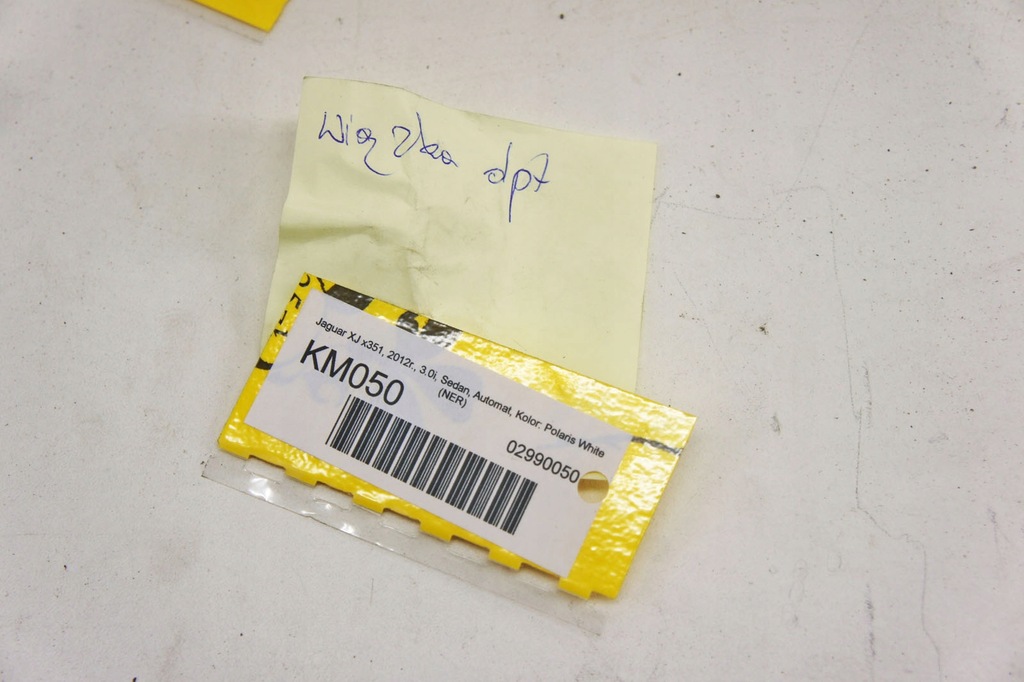 Wiązka dpf
Jaguar XJ x351, 2012r., 3.0i, Sedan, Automat, Kolor: Polaris White
(NER)
KM050
02990050